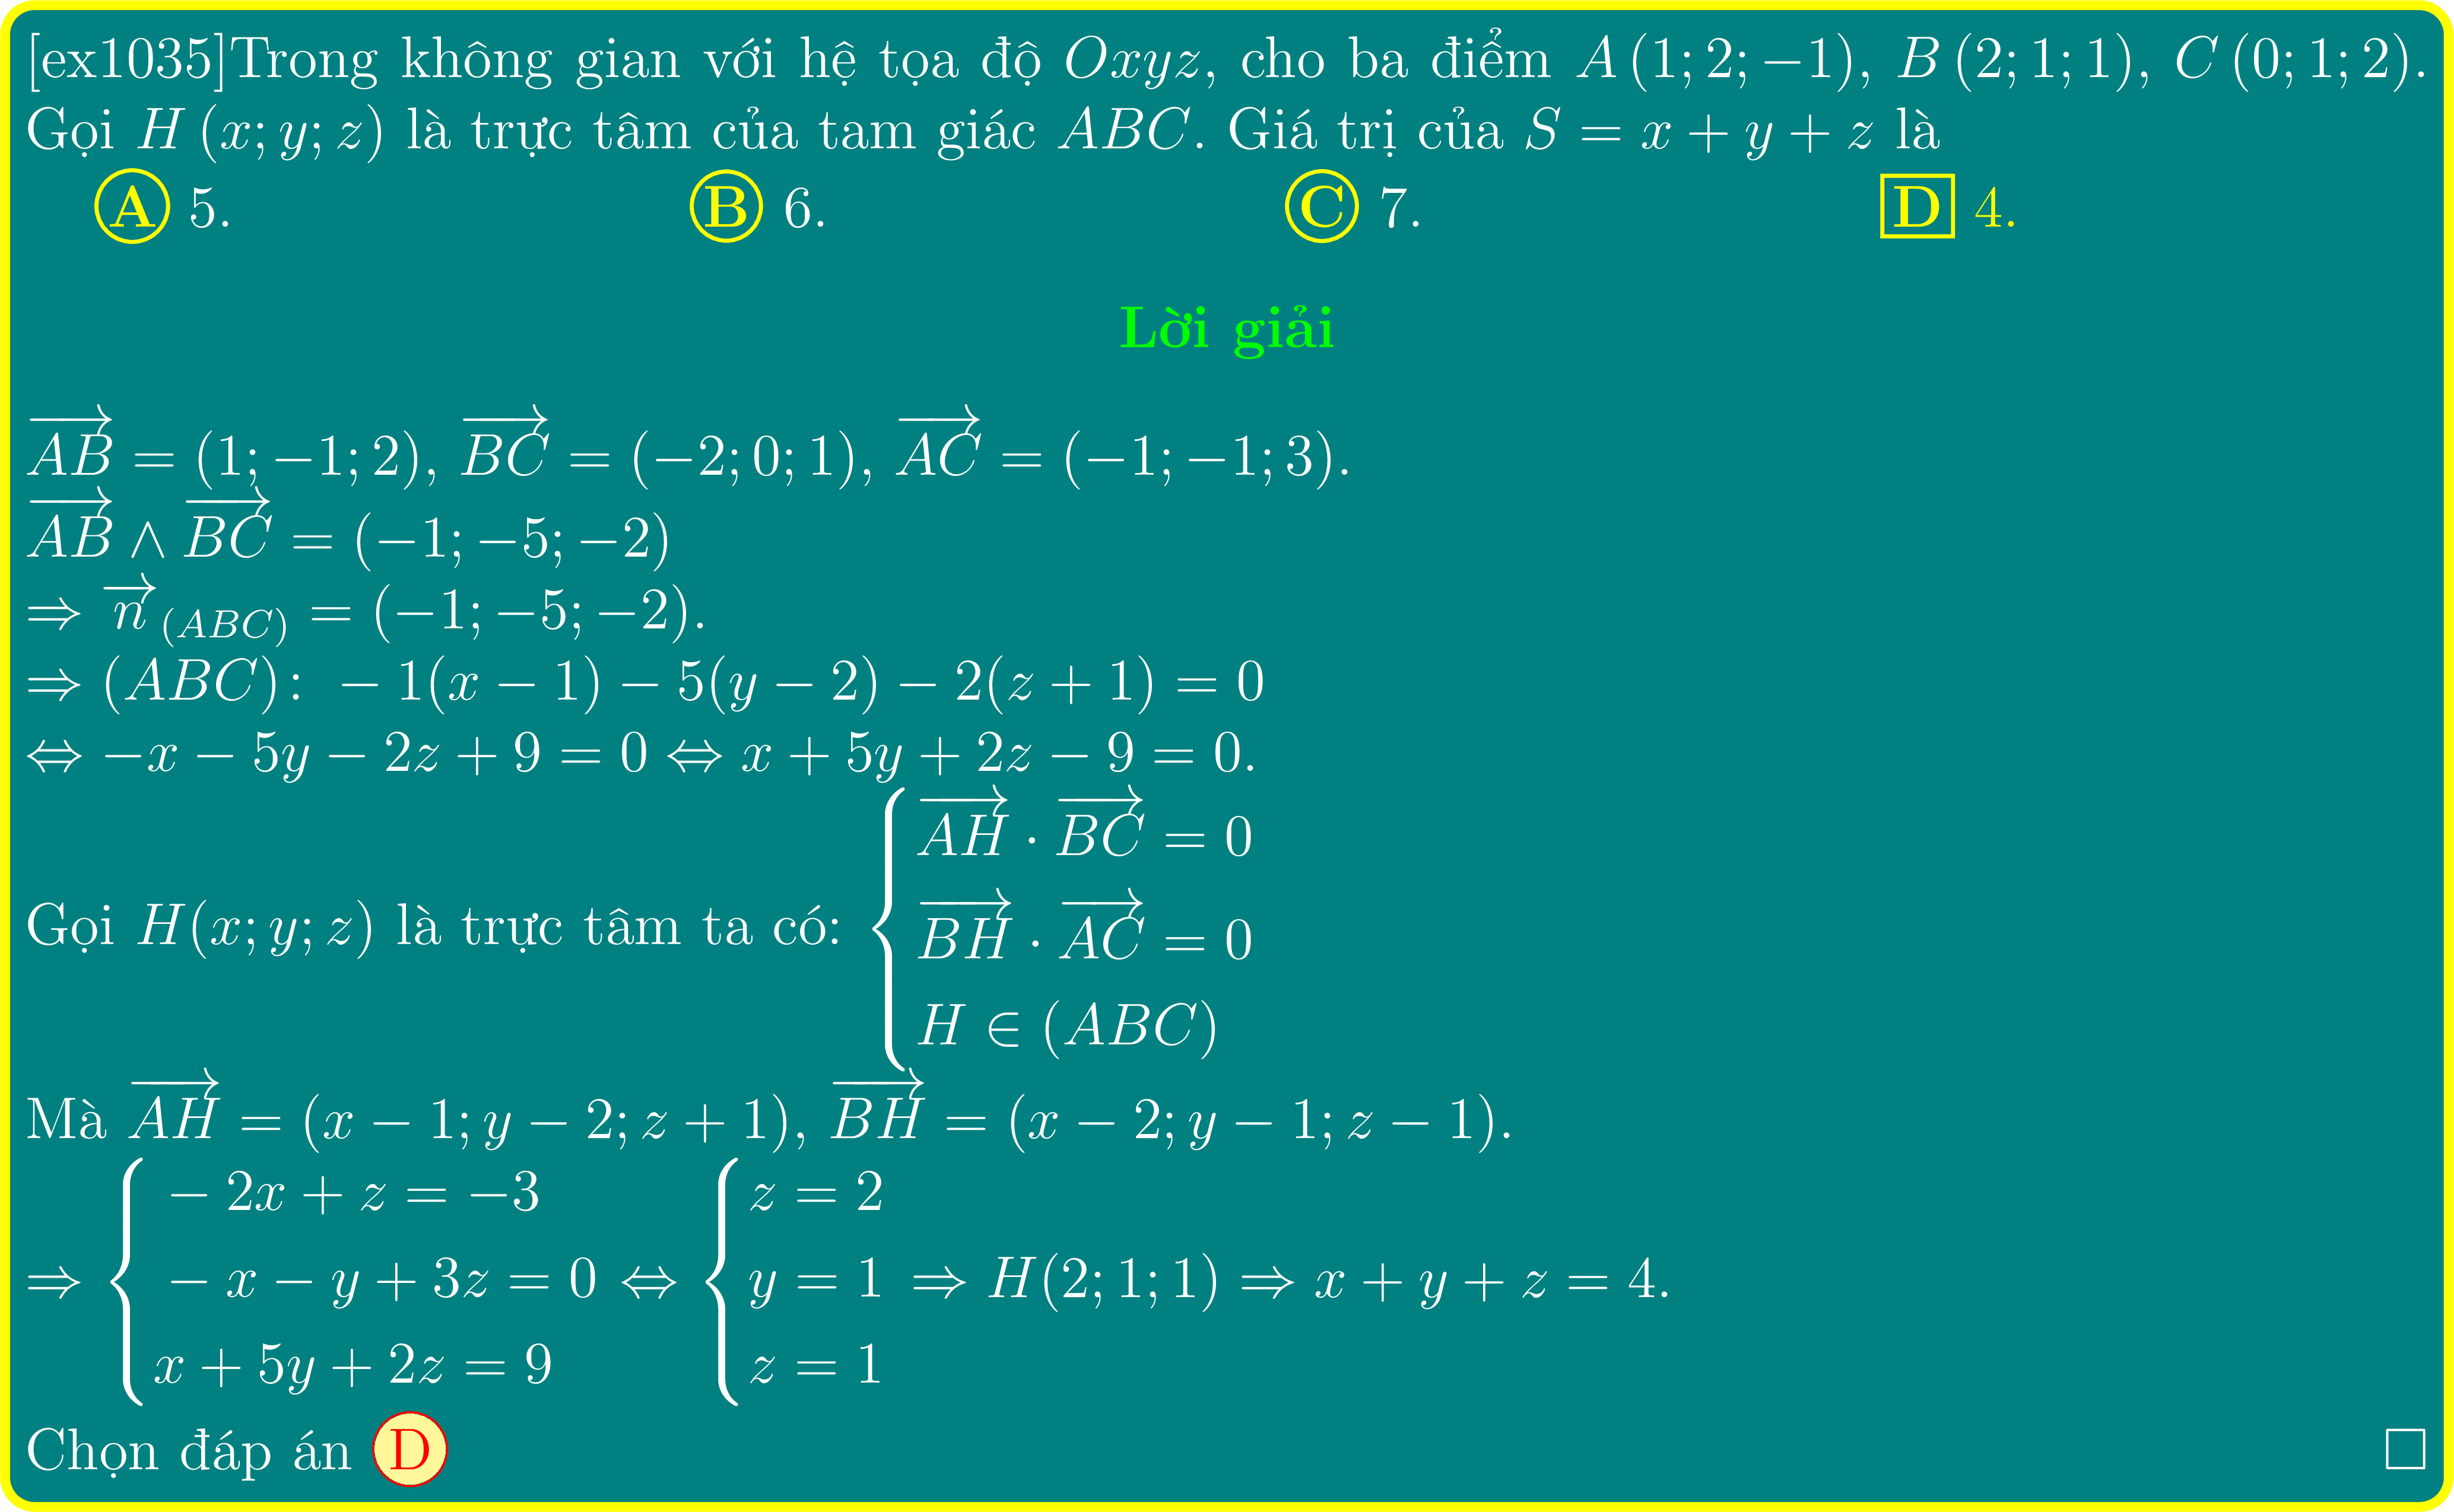 [ex1035]Trong không gian với hệ tọa độ Oxyz, cho ba điểm A (1; 2; −1), B (2; 1; 1), C (0; 1; 2).
Gọi H (x; y; z) là trực tâm của tam giác ABC. Giá trị của S = x + y + z là
A 5. B 6. C 7. D 4.
Lời giải
$\overrightarrow{AB} = (1; −1; 2), \overrightarrow{BC} = (−2; 0; 1), \overrightarrow{AC} = (−1; −1; 3).$
$\overrightarrow{AB} \wedge \overrightarrow{BC} = (−1; −5; −2)$
$\Rightarrow \overrightarrow{n}_{(ABC)} = (−1; −5; −2).$
⇒ (ABC): − 1(x − 1) − 5(y − 2) − 2(z + 1) = 0
⇔ −x − 5y − 2z + 9 = 0 ⇔ x + 5y + 2z − 9 = 0.
Gọi H(x; y; z) là trực tâm ta có: $\begin{cases} \overrightarrow{AH} \cdot \overrightarrow{BC} = 0 \\ \overrightarrow{BH} \cdot \overrightarrow{AC} = 0 \\ H \in (ABC) \end{cases}$
Mà $\overrightarrow{AH} = (x − 1; y − 2; z + 1), \overrightarrow{BH} = (x − 2; y − 1; z − 1).$
$\Rightarrow \begin{cases} − 2x + z = −3 \\ − x − y + 3z = 0 \\ x + 5y + 2z = 9 \end{cases} \Leftrightarrow \begin{cases} z = 2 \\ y = 1 \\ z = 1 \end{cases} \Rightarrow H(2; 1; 1) \Rightarrow x + y + z = 4.$
Chọn đáp án D □